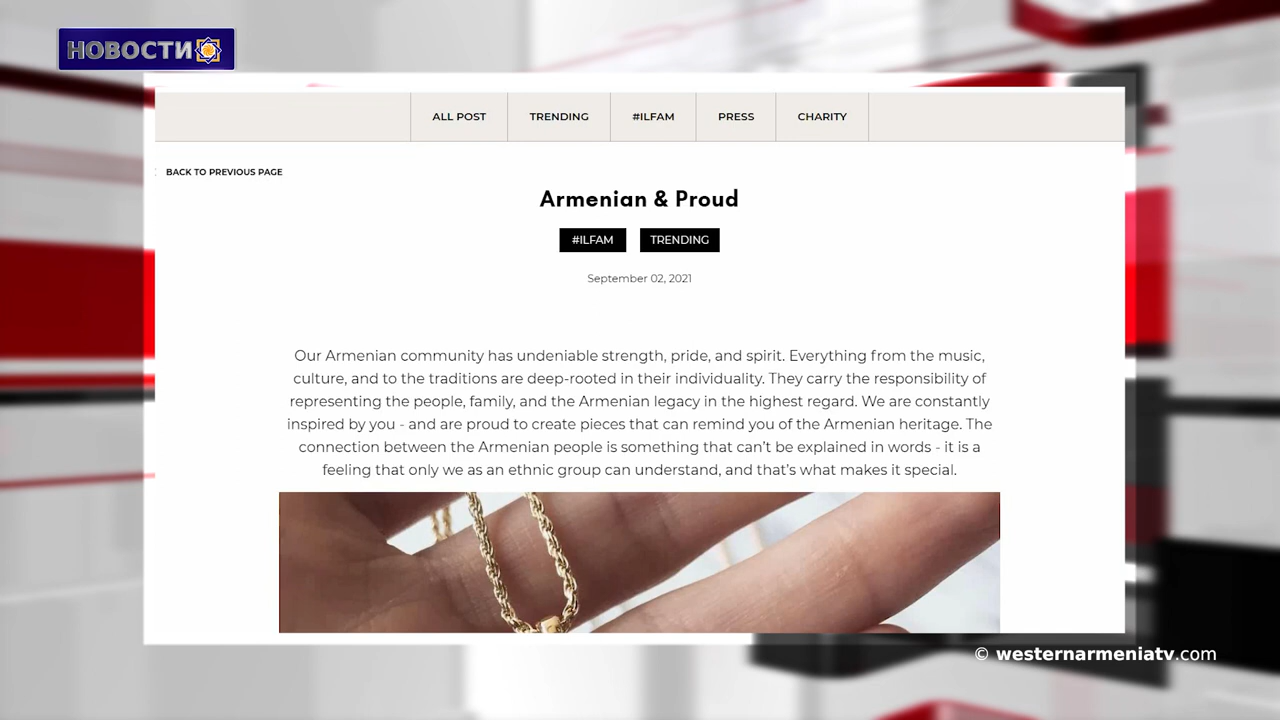 НОВОСТИ
ALL POST TRENDING #ILFAM PRESS CHARITY
BACK TO PREVIOUS PAGE
Armenian & Proud
#ILFAM TRENDING
September 02, 2021
Our Armenian community has undeniable strength, pride, and spirit. Everything from the music,
culture, and to the traditions are deep-rooted in their individuality. They carry the responsibility of
representing the people, family, and the Armenian legacy in the highest regard. We are constantly
inspired by you - and are proud to create pieces that can remind you of the Armenian heritage. The
connection between the Armenian people is something that can't be explained in words - it is a
feeling that only we as an ethnic group can understand, and that's what makes it special.
© westernarmeniatv.com